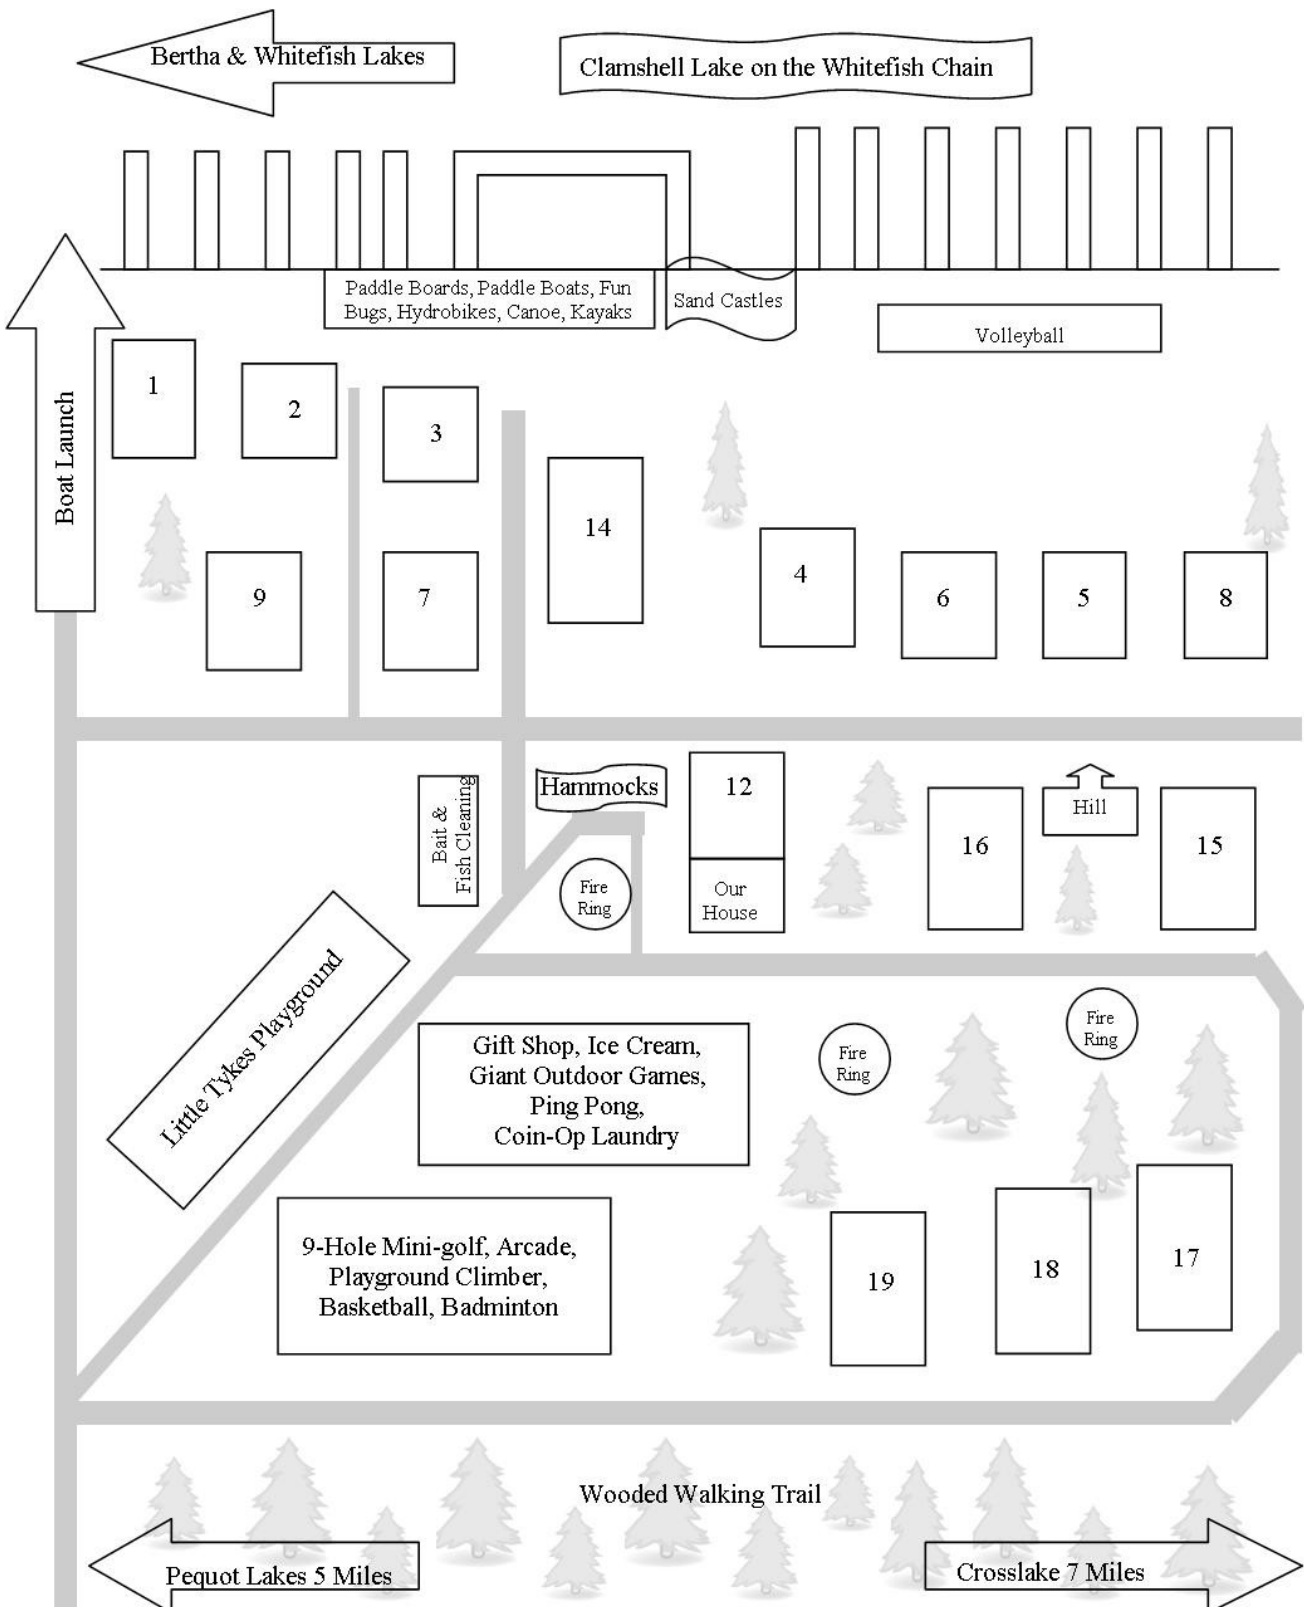 Bertha & Whitefish Lakes
Clamshell Lake on the Whitefish Chain
Paddle Boards, Paddle Boats, Fun
Bugs, Hydrobikes, Canoe, Kayaks
Sand Castles
Volleyball
Boat Launch
1
2
3
14
4
9
7
6
5
8
Bait &
Fish Cleaning
Hammocks
12
Our
House
Hill
16
15
Fire
Ring
Little Tykes Playground
Gift Shop, Ice Cream,
Giant Outdoor Games,
Ping Pong,
Coin-Op Laundry
Fire
Ring
Fire
Ring
9-Hole Mini-golf, Arcade,
Playground Climber,
Basketball, Badminton
19
18
17
Wooded Walking Trail
Pequot Lakes 5 Miles
Crosslake 7 Miles